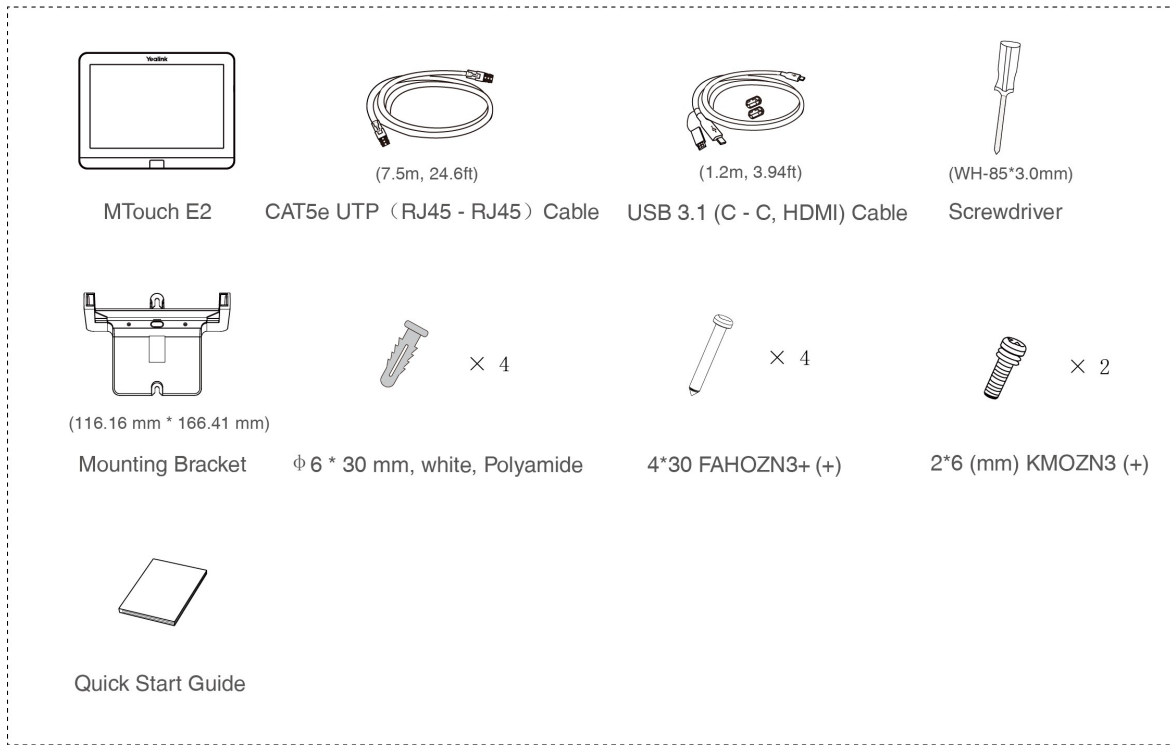 Yealink
(7.5m, 24.6ft)
(1.2m, 3.94ft)
(WH-85*3.0mm)
MTouch E2
CAT5e UTP（RJ45 - RJ45）Cable
USB 3.1 (C - C, HDMI) Cable
Screwdriver
× 4
× 4
× 2
(116.16 mm * 166.41 mm)
Mounting Bracket
ф6 * 30 mm, white, Polyamide
4*30 FAHOZN3+ (+)
2*6 (mm) KMOZN3 (+)
Quick Start Guide